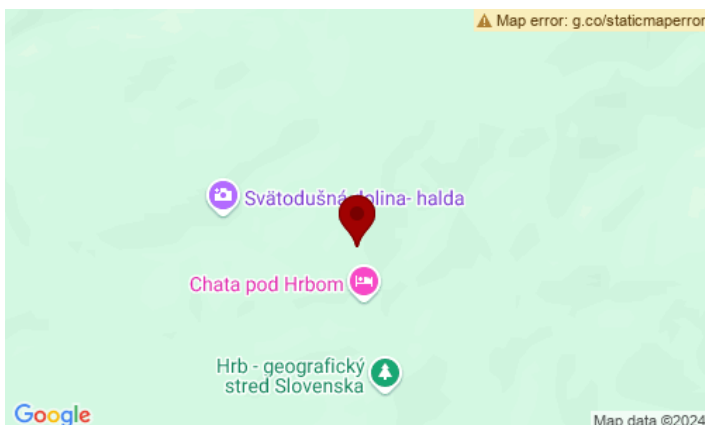 Map error: g.co/staticmaperror
Svätodušná dolina- halda
Chata pod Hrbom
Hrb - geografický
stred Slovenska
Google
Map data ©2024